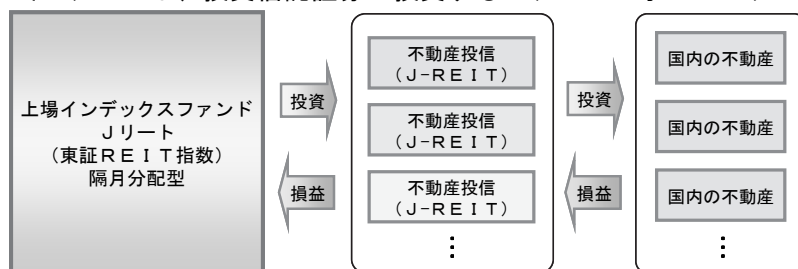 上場インデックスファンド
Jリート
（東証REIT指数）
隔月分配型
投資
損益
不動産投信
（J-REIT）
不動産投信
（J-REIT）
不動産投信
（J-REIT）
⋮
投資
損益
国内の不動産
国内の不動産
国内の不動産
⋮